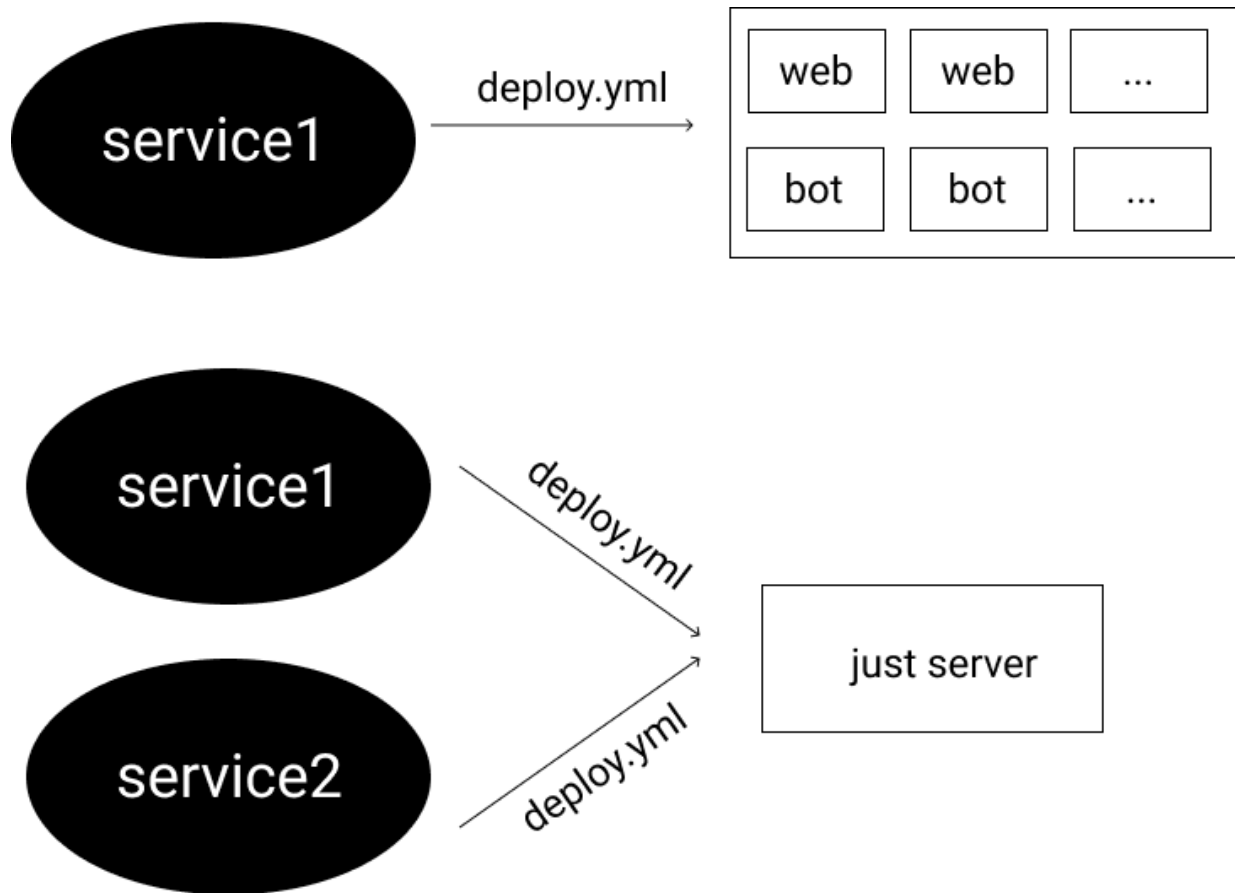 service1
deploy.yml
web
web
...
bot
bot
...
service1
deploy.yml
just server
service2
deploy.yml